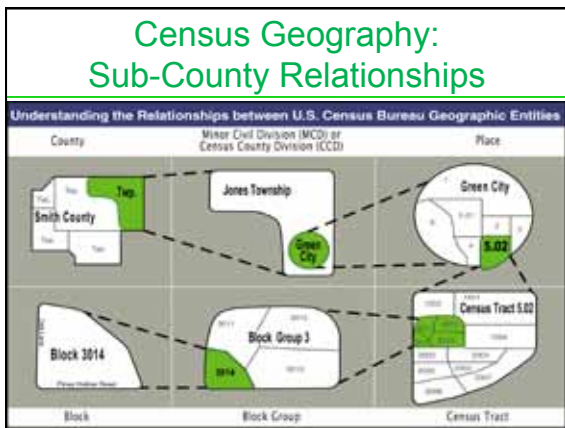 Census Geography:
Sub-County Relationships
Understanding the Relationships between U.S. Census Bureau Geographic Entities
County
Minor Civil Division (MCD) or
Census County Division (CCD)
Place
Twp.
Twp.
Twp.
Smith County
Twp.
Twp.
Jones Township
Green
City
Green City
5.02
Block 3014
Block Group 3
3014
Census Tract 5.02
Block
Block Group
Census Tract